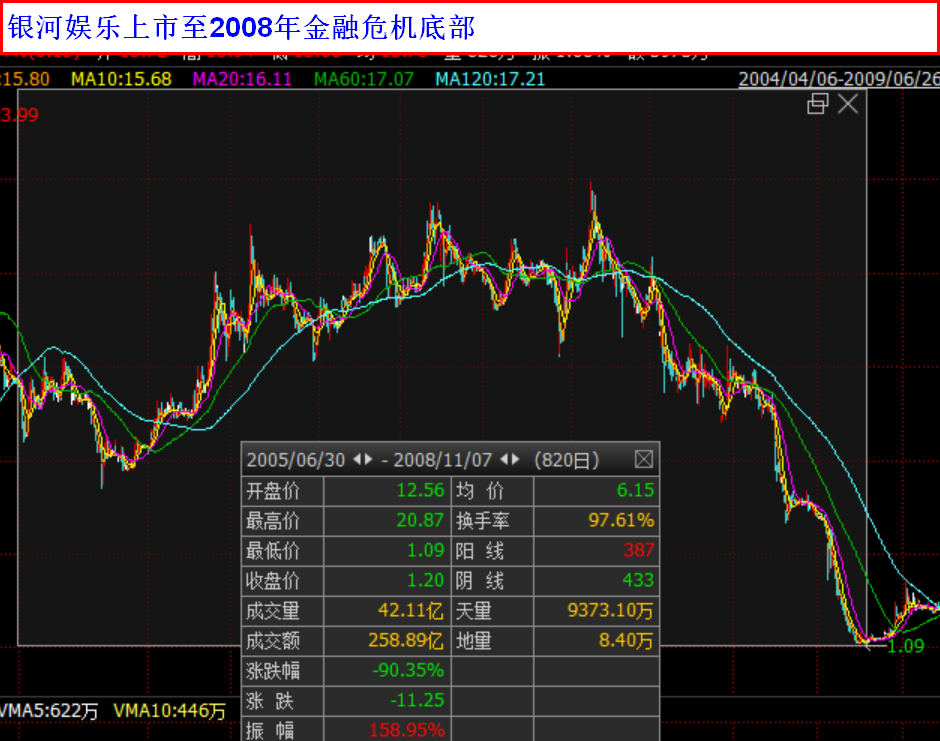 银河娱乐上市至2008年金融危机底部
:15.80 MA10:15.68 MA20:16.11 MA60:17.07 MA120:17.21 2004/04/06-2009/06/26
3.99
2005/06/30 - 2008/11/07 (820日)
开盘价 12.56 均 价 6.15
最高价 20.87 换手率 97.61%
最低价 1.09 阳 线 387
收盘价 1.20 阴 线 433
成交量 42.11亿 天量 9373.10万
成交额 258.89亿 地量 8.40万
1.09
涨跌幅 -90.35%
涨 跌 -11.25
VMA5:622万 VMA10:446万
振 幅 158.95%